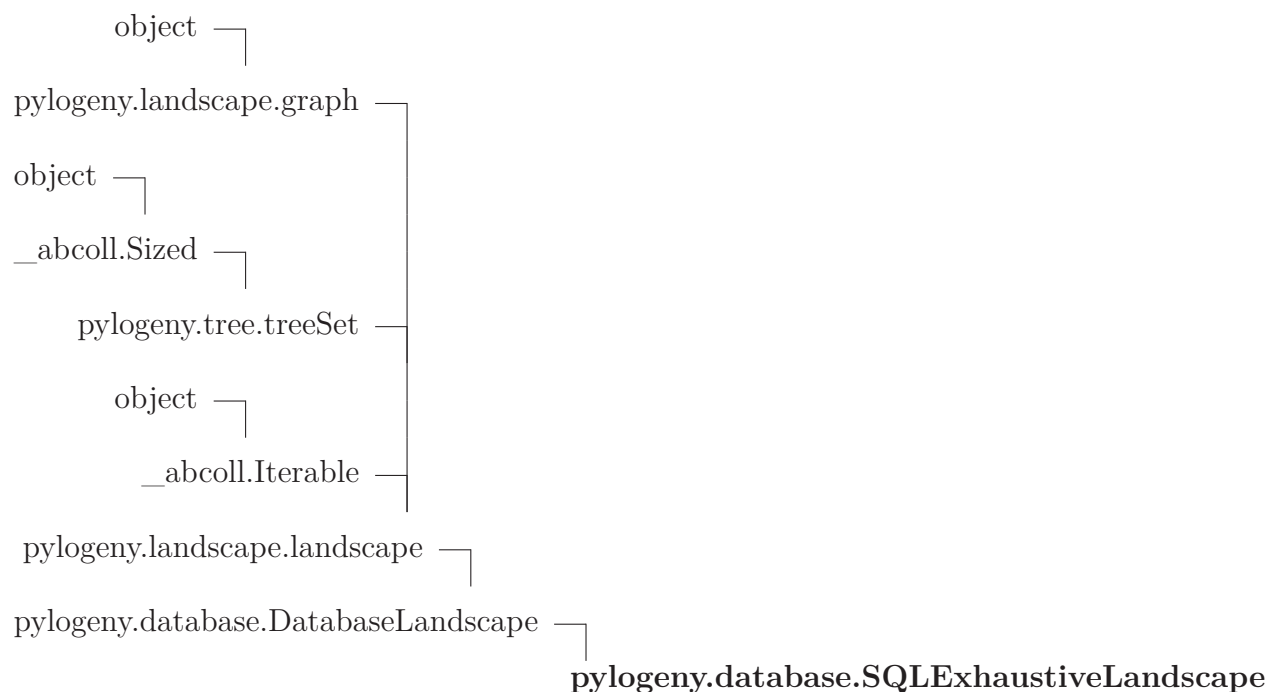 object
pylogeny.landscape.graph
object
_abcoll.Sized
pylogeny.tree.treeSet
object
_abcoll.Iterable
pylogeny.landscape.landscape
pylogeny.database.DatabaseLandscape
pylogeny.database.SQLExhaustiveLandscape